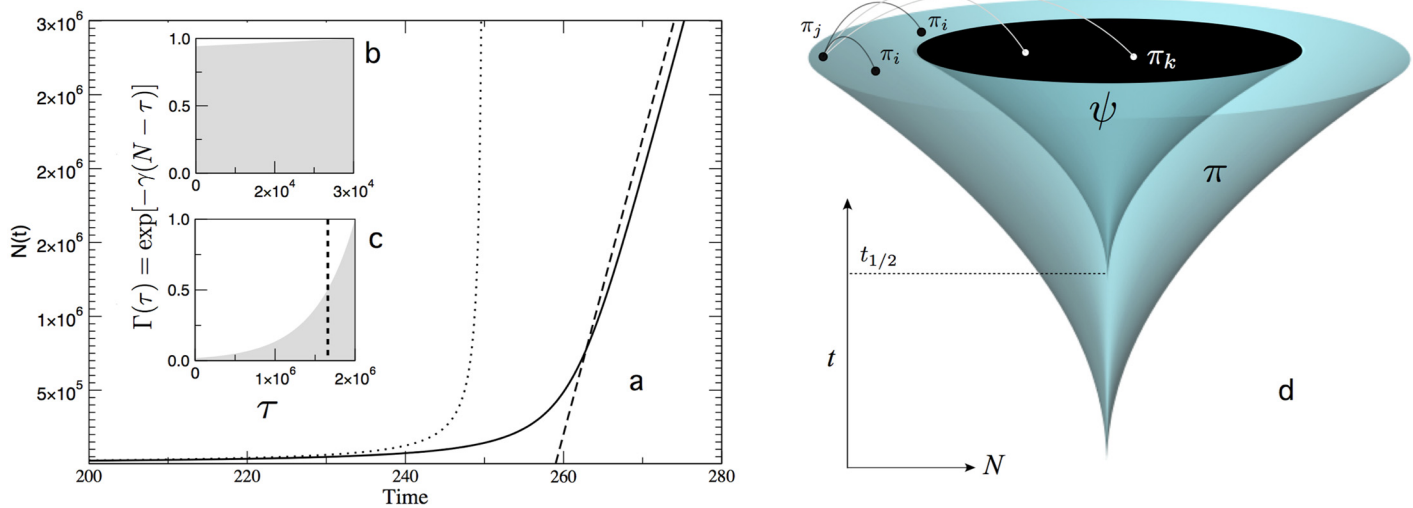 3×10⁶
2×10⁶
2×10⁶
2×10⁶
1×10⁶
5×10⁵
N(t)
200
220
240
260
280
Time
a
Γ(τ) = exp[−γ(N − τ)]
1.0
0.5
0.0
0
2×10⁴
3×10⁴
b
1.0
0.5
0.0
0
1×10⁶
2×10⁶
c
τ
π_j
π_i
π_i
π_k
ψ
π
t_{1/2}
t
N
d